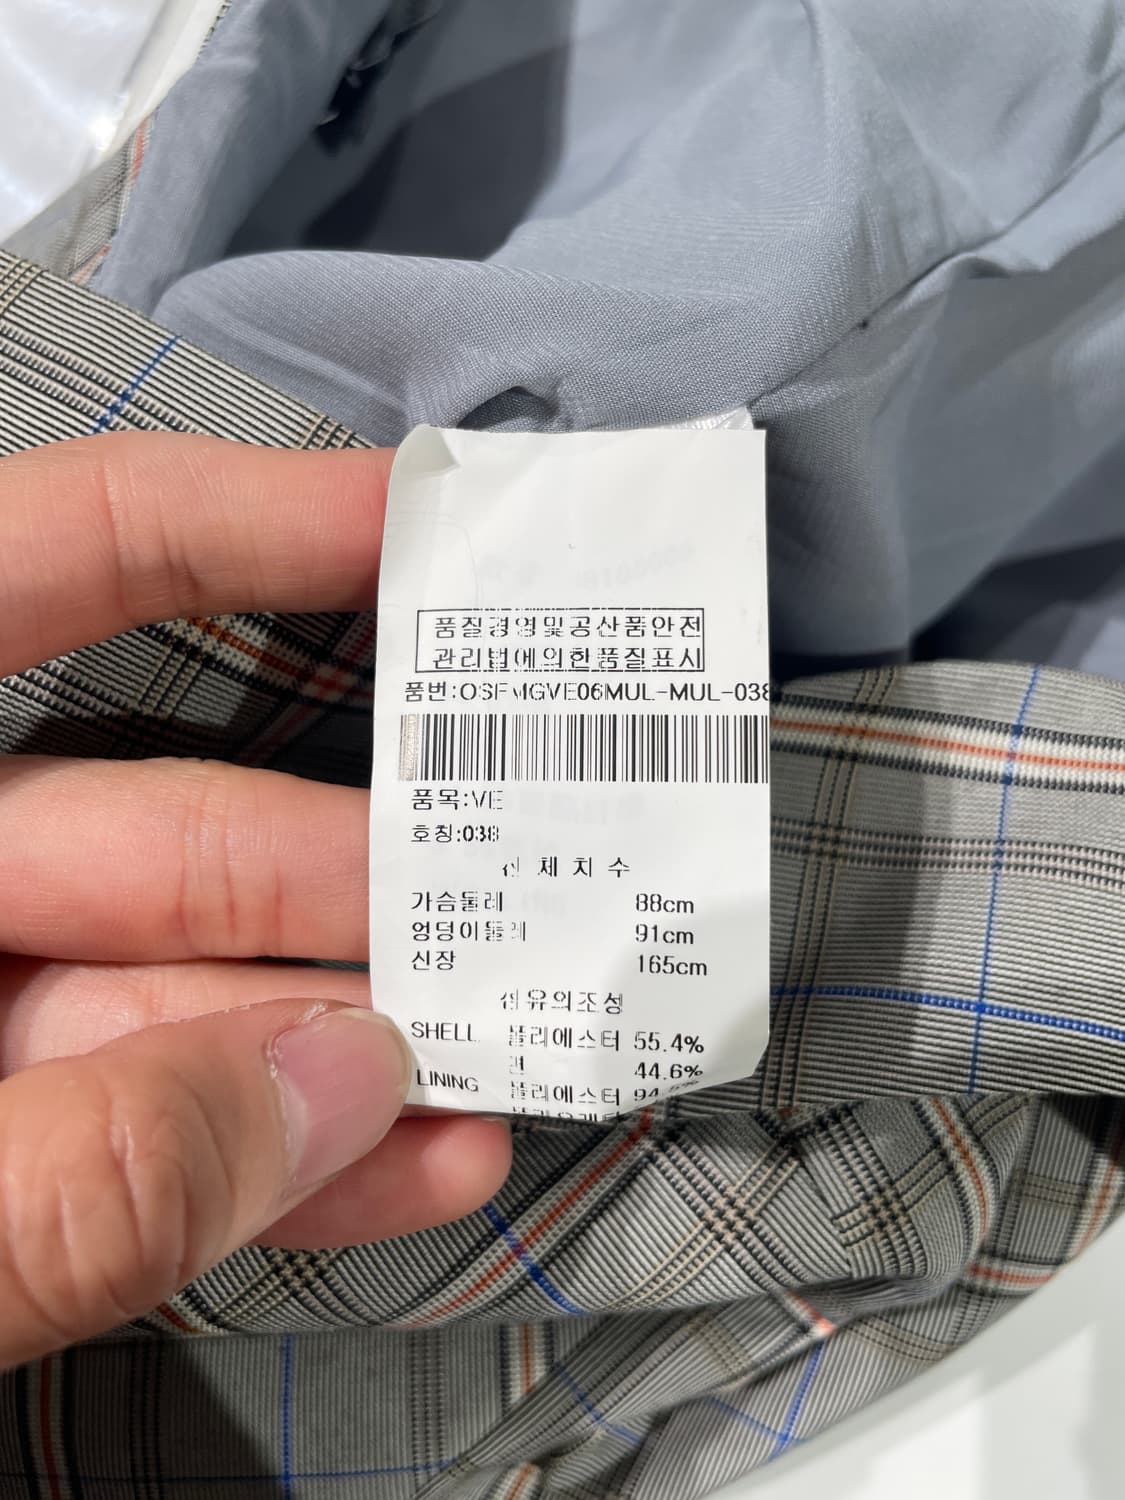 품질경영및공산품안전
관리법에의한품질표시
품번:OSFMGVE06MUL-MUL-038
품목:VE
호칭:038
신 체 치 수
가슴둘레 88cm
엉덩이둘레 91cm
신장 165cm
섬유의조성
SHELL 폴리에스터 55.4%
면 44.6%
LINING 폴리에스터